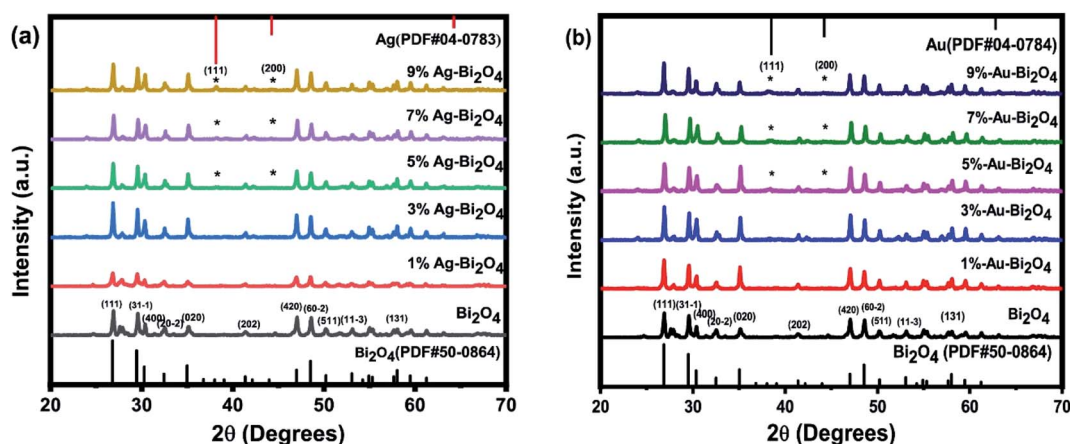 (a)
Ag(PDF#04-0783)
(111)
(200)
* *
9% Ag-Bi₂O₄
* *
7% Ag-Bi₂O₄
* *
5% Ag-Bi₂O₄
3% Ag-Bi₂O₄
1% Ag-Bi₂O₄
(111) (31-1) (400) (20-2) (020) (202) (420) (60-2) (511) (11-3) (131)
Bi₂O₄
Bi₂O₄(PDF#50-0864)
Intensity (a.u.)
20 30 40 50 60 70
2θ (Degrees)
(b)
Au(PDF#04-0784)
(111)
(200)
* *
9%-Au-Bi₂O₄
* *
7%-Au-Bi₂O₄
* *
5%-Au-Bi₂O₄
3%-Au-Bi₂O₄
1%-Au-Bi₂O₄
(111) (31-1) (400) (20-2) (020) (202) (420) (60-2) (511) (11-3) (131)
Bi₂O₄
Bi₂O₄ (PDF#50-0864)
Intensity (a.u.)
20 30 40 50 60 70
2θ (Degrees)